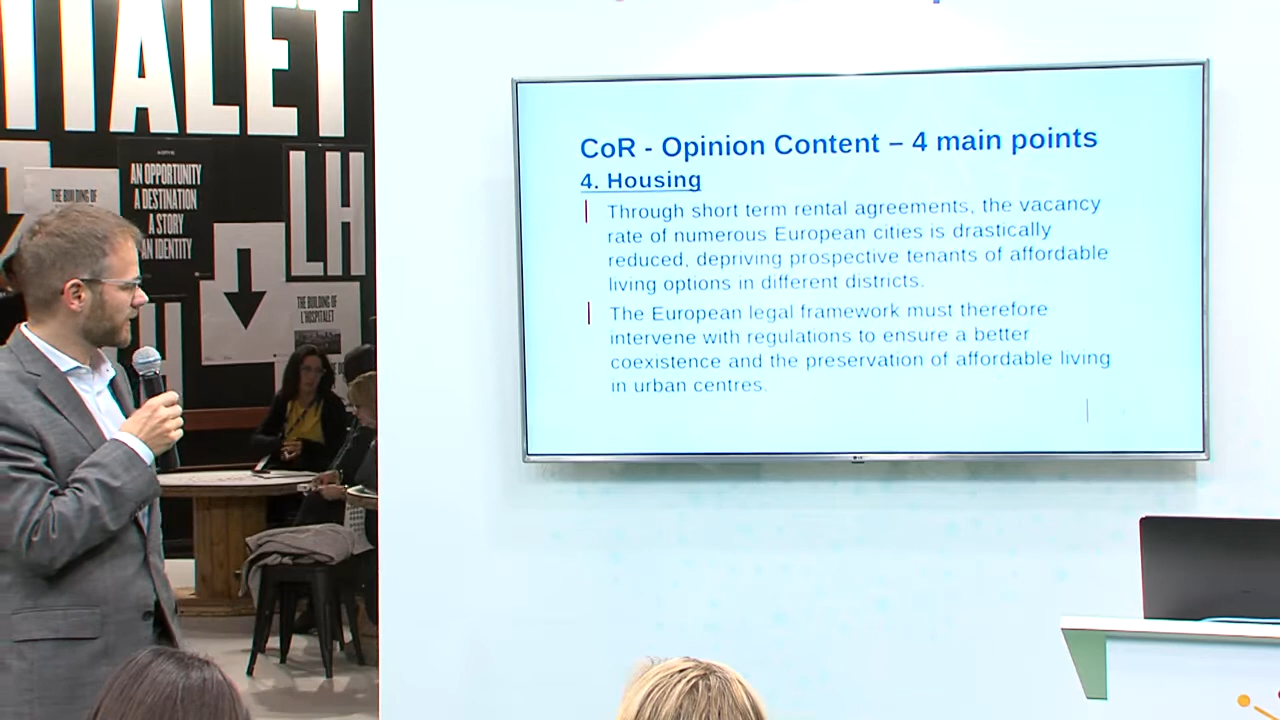 ITALET
AN OPPORTUNITY
A DESTINATION
A STORY
AN IDENTITY
THE BUILDING OF
LH
THE BUILDING OF
L'HOSPITALET
H
CoR - Opinion Content – 4 main points
4. Housing
Through short term rental agreements, the vacancy
rate of numerous European cities is drastically
reduced, depriving prospective tenants of affordable
living options in different districts.
The European legal framework must therefore
intervene with regulations to ensure a better
coexistence and the preservation of affordable living
in urban centres.
LG